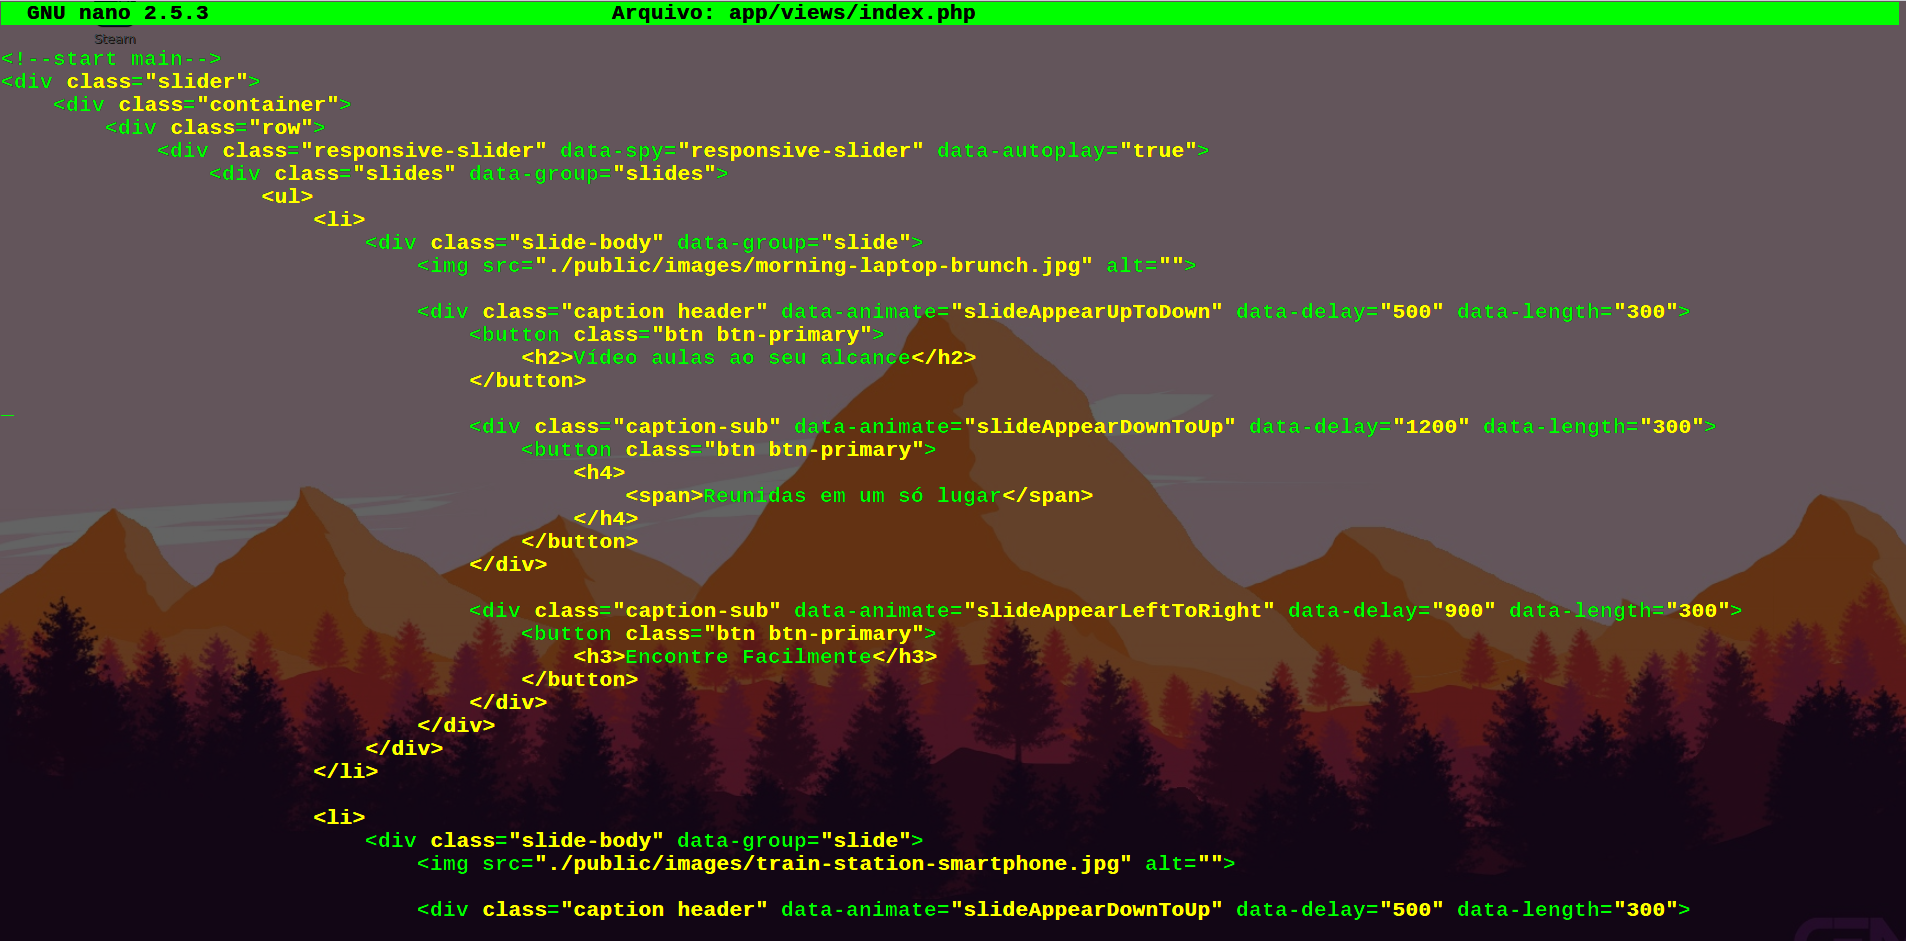 GNU nano 2.5.3 Arquivo: app/views/index.php
Steam
<!--start main-->
<div class="slider">
    <div class="container">
        <div class="row">
            <div class="responsive-slider" data-spy="responsive-slider" data-autoplay="true">
                <div class="slides" data-group="slides">
                    <ul>
                        <li>
                            <div class="slide-body" data-group="slide">
                                <img src="./public/images/morning-laptop-brunch.jpg" alt="">
                                <div class="caption header" data-animate="slideAppearUpToDown" data-delay="500" data-length="300">
                                    <button class="btn btn-primary">
                                        <h2>Vídeo aulas ao seu alcance</h2>
                                    </button>
                                    <div class="caption-sub" data-animate="slideAppearDownToUp" data-delay="1200" data-length="300">
                                        <button class="btn btn-primary">
                                            <h4>
                                                <span>Reunidas em um só lugar</span>
                                            </h4>
                                        </button>
                                    </div>
                                    <div class="caption-sub" data-animate="slideAppearLeftToRight" data-delay="900" data-length="300">
                                        <button class="btn btn-primary">
                                            <h3>Encontre Facilmente</h3>
                                        </button>
                                    </div>
                                </div>
                            </div>
                        </li>
                        <li>
                            <div class="slide-body" data-group="slide">
                                <img src="./public/images/train-station-smartphone.jpg" alt="">
                                <div class="caption header" data-animate="slideAppearDownToUp" data-delay="500" data-length="300">